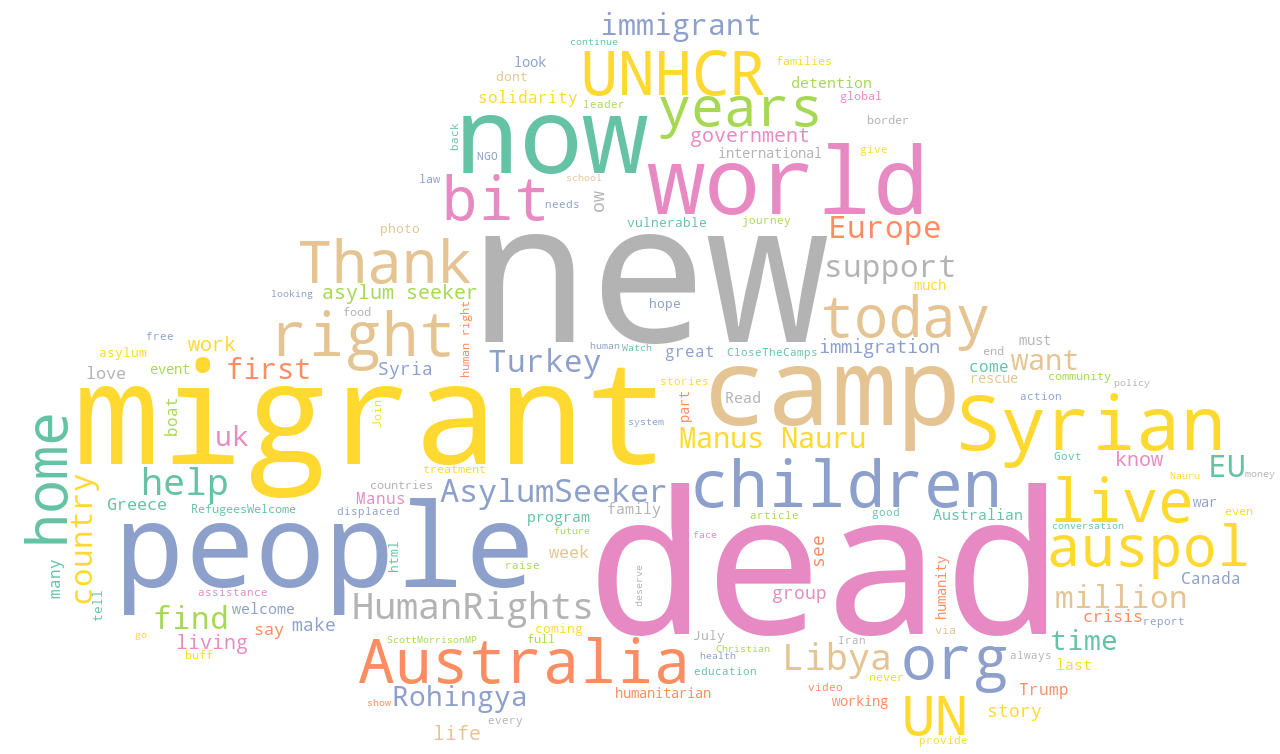 immigrant
continue
look
UNHCR
families
dont
detention
solidarity
leader
years
global
now
government
border
back
NGO
international
give
world
law
school
bit
needs
ow
vulnerable
journey
Europe
photo
new
Thank
support
asylum seeker
looking
much
hope
food
human right
today
right
free
work
human
Watch
great
CloseTheCamps
immigration
end
must
asylum
love
event
first
Syria
Turkey
camp
want
come
rescue
community
policy
migrant
stories
Read
part
action
Syrian
boat
Join
home
uk
system
Manus Nauru
Govt
know
EU
money
help
treatment
countries
AsylumSeeker
children
Nauru
live
war
country
Greece
RefugeesWelcome
Manus
displaced
program
family
article
good
Australian
conversation
even
people
future
face
dead
auspol
many
html
week
see
raise
humanity
Canada
tell
assistance
deserve
group
million
find
welcome
HumanRights
crisis
report
go
living
say
make
coming
via
time
buff
ScottMorrisonMP
full
July
Christian
Iran
org
always
last
Australia
health
education
Libya
never
Rohingya
show
humanitarian
video
working
Trump
UN
story
life
every
provide